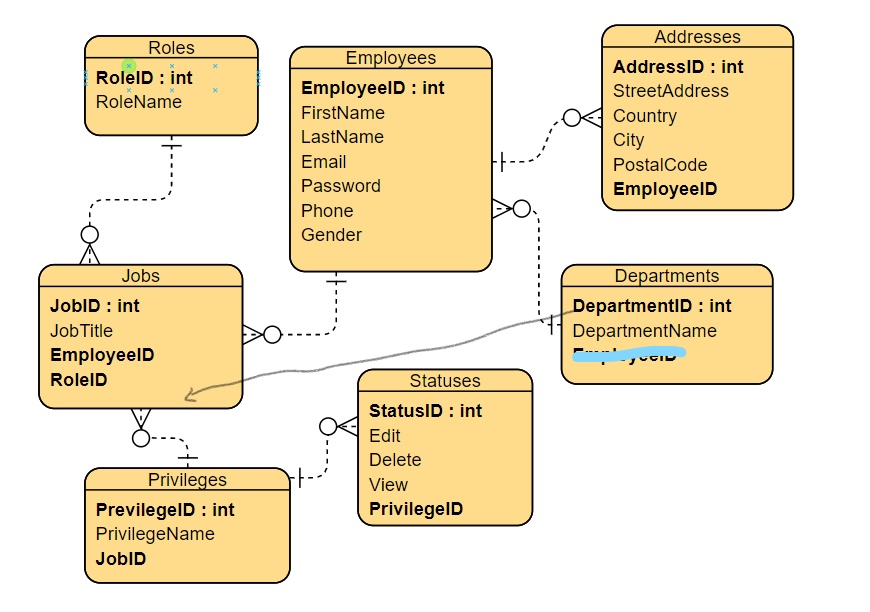 Roles
RoleID : int
RoleName
Employees
EmployeeID : int
FirstName
LastName
Email
Password
Phone
Gender
Addresses
AddressID : int
StreetAddress
Country
City
PostalCode
EmployeeID
Jobs
JobID : int
JobTitle
EmployeeID
RoleID
Departments
DepartmentID : int
DepartmentName
EmployeeID
Statuses
StatusID : int
Edit
Delete
View
PrivilegeID
Privileges
PrevilegeID : int
PrivilegeName
JobID